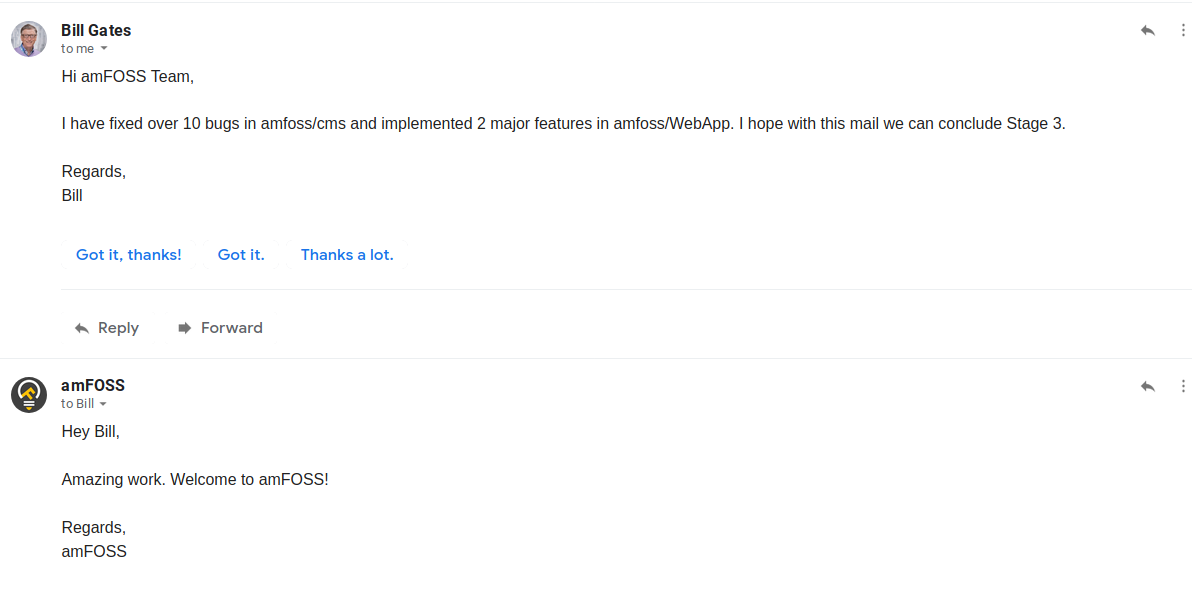 Bill Gates
to me
Hi amFOSS Team,
I have fixed over 10 bugs in amfoss/cms and implemented 2 major features in amfoss/WebApp. I hope with this mail we can conclude Stage 3.
Regards,
Bill
Got it, thanks! Got it. Thanks a lot.
Reply Forward
amFOSS
to Bill
Hey Bill,
Amazing work. Welcome to amFOSS!
Regards,
amFOSS